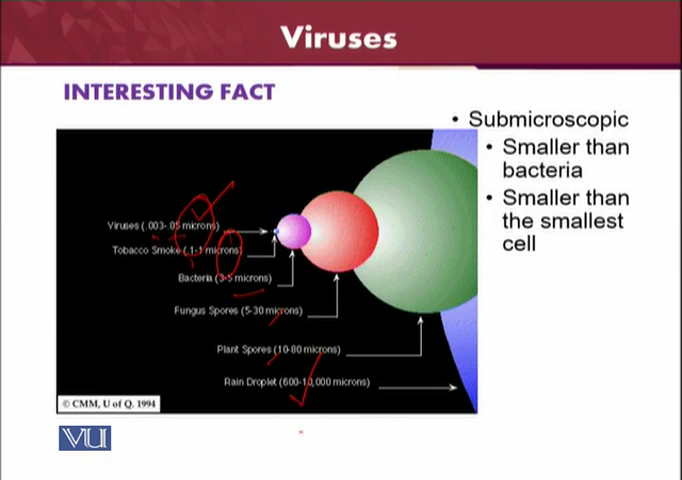 Viruses
INTERESTING FACT
• Submicroscopic
• Smaller than
bacteria
• Smaller than
the smallest
cell
Viruses (.003-.05 microns)
Tobacco Smoke (.1-1 microns)
Bacteria (3-5 microns)
Fungus Spores (5-30 microns)
Plant Spores (10-80 microns)
Rain Droplet (600-10,000 microns)
© CMM, U of Q. 1994
VU